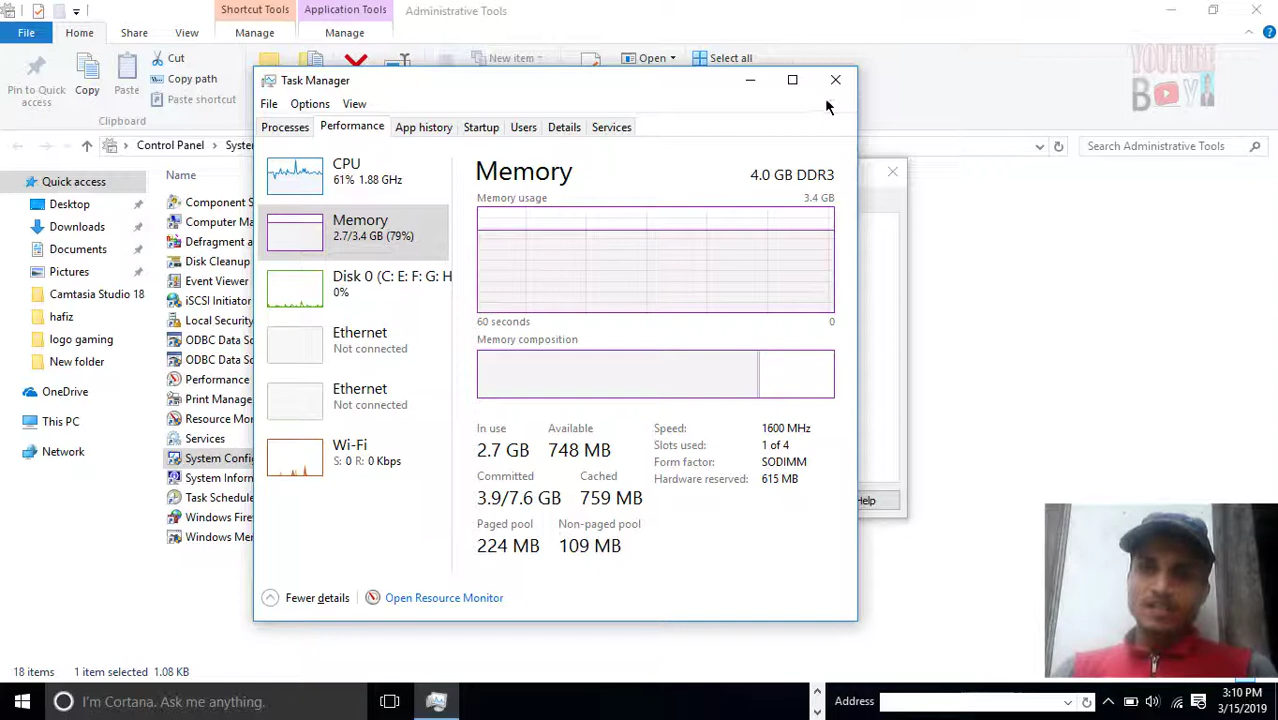 Shortcut Tools
Application Tools
Administrative Tools
File
Home
Share
View
Manage
Manage
Pin to Quick access
Copy
Paste
Cut
Copy path
Paste shortcut
Clipboard
New item
Open
Select all
YOUTUBE
BOY
Control Panel
Syste
Search Administrative Tools
Quick access
Desktop
Downloads
Documents
Pictures
Camtasia Studio 18
hafiz
logo gaming
New folder
OneDrive
This PC
Network
Name
Component S
Computer Ma
Defragment a
Disk Cleanup
Event Viewer
iSCSI Initiator
Local Security
ODBC Data So
ODBC Data So
Performance
Print Manage
Resource Mo
Services
System Confi
System Inform
Task Schedule
Windows Firev
Windows Mer
Task Manager
File
Options
View
Processes
Performance
App history
Startup
Users
Details
Services
CPU
61% 1.88 GHz
Memory
2.7/3.4 GB (79%)
Disk 0 (C: E: F: G: H
0%
Ethernet
Not connected
Ethernet
Not connected
Wi-Fi
S: 0 R: 0 Kbps
Memory
4.0 GB DDR3
Memory usage
3.4 GB
60 seconds
0
Memory composition
In use
2.7 GB
Available
748 MB
Committed
3.9/7.6 GB
Cached
759 MB
Paged pool
224 MB
Non-paged pool
109 MB
Speed: 1600 MHz
Slots used: 1 of 4
Form factor: SODIMM
Hardware reserved: 615 MB
Fewer details
Open Resource Monitor
Help
18 items
1 item selected 1.08 KB
I'm Cortana. Ask me anything.
Address
3:10 PM
3/15/2019